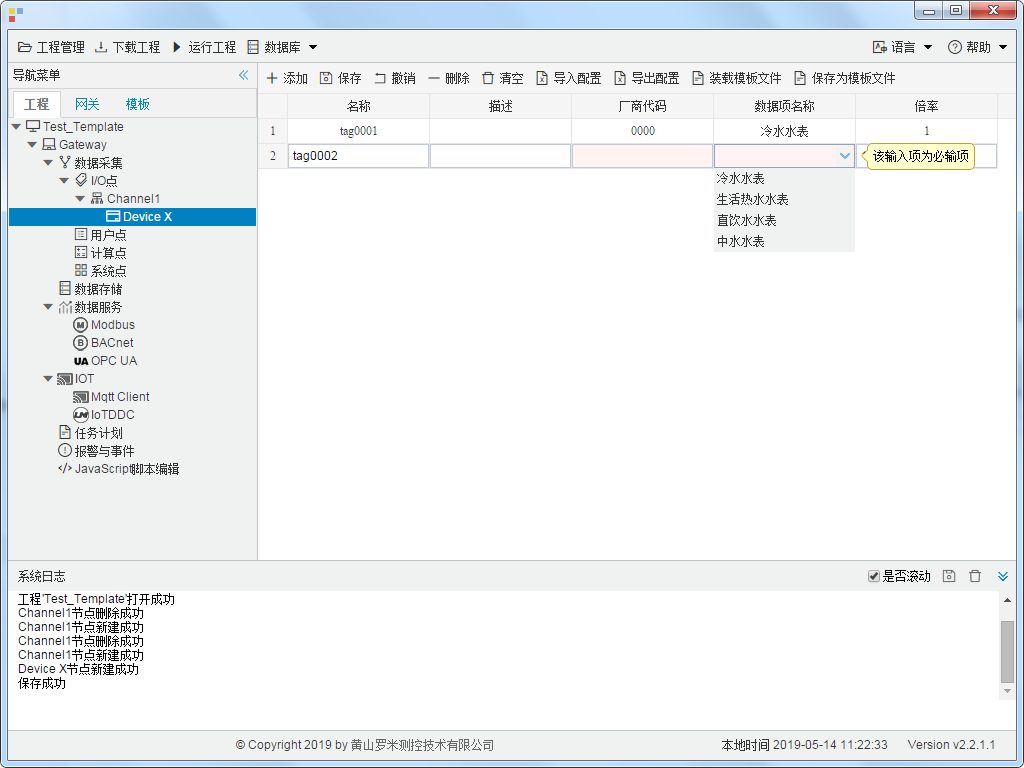 工程管理 下载工程 运行工程 数据库 语言 帮助
导航菜单
工程 网关 模板
Test_Template
Gateway
数据采集
I/O点
Channel1
Device X
用户点
计算点
系统点
数据存储
数据服务
M Modbus
B BACnet
UA OPC UA
IOT
Mqtt Client
IoTDDC
任务计划
报警与事件
JavaScript脚本编辑
添加 保存 撤销 删除 清空 导入配置 导出配置 装载模板文件 保存为模板文件
名称 描述 厂商代码 数据项名称 倍率
1 tag0001 0000 冷水水表 1
2 tag0002 该输入项为必输项
冷水水表
生活热水水表
直饮水水表
中水水表
系统日志 是否滚动
工程'Test_Template'打开成功
Channel1节点删除成功
Channel1节点新建成功
Channel1节点删除成功
Channel1节点新建成功
Device X节点新建成功
保存成功
© Copyright 2019 by 黄山罗米测控技术有限公司 本地时间 2019-05-14 11:22:33 Version v2.2.1.1